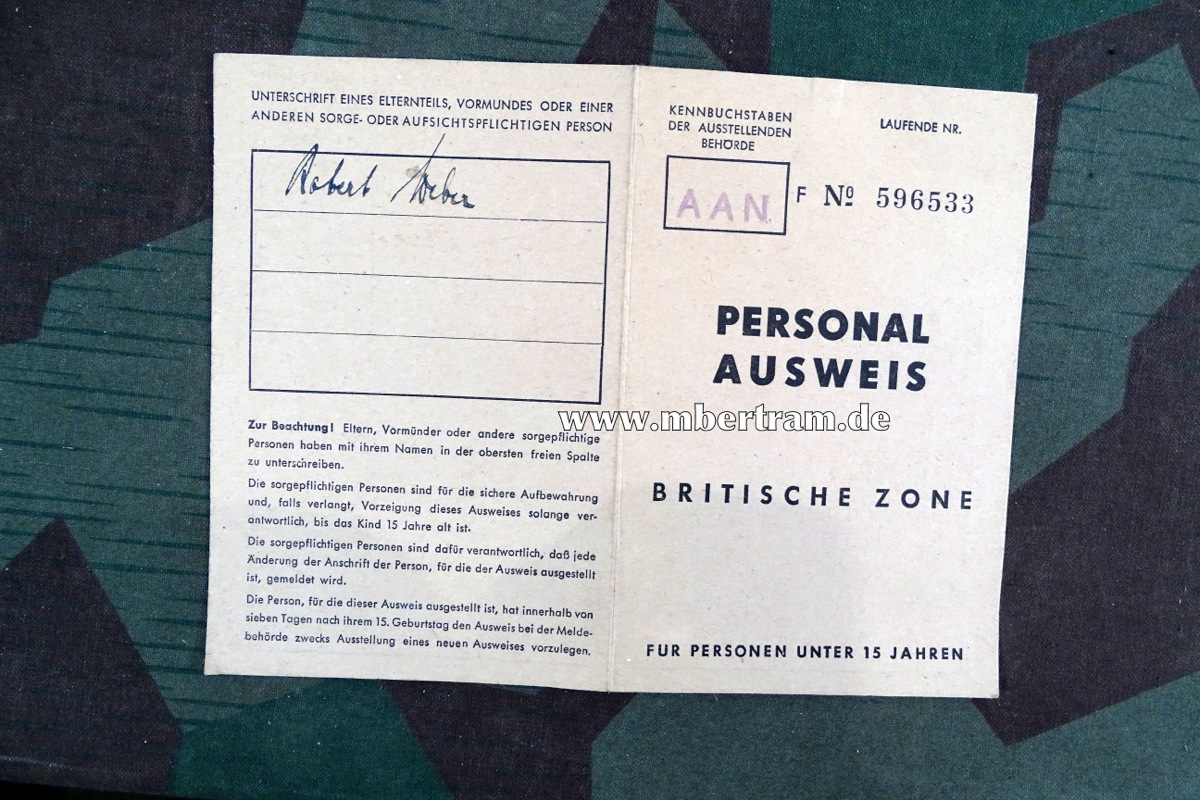 UNTERSCHRIFT EINES ELTERNTEILS, VORMUNDES ODER EINER
ANDEREN SORGE- ODER AUFSICHTSPFLICHTIGEN PERSON
Robert Weber
Zur Beachtung! Eltern, Vormünder oder andere sorgepflichtige
Personen haben mit ihrem Namen in der obersten freien Spalte
zu unterschreiben.
Die sorgepflichtigen Personen sind für die sichere Aufbewahrung
und, falls verlangt, Vorzeigung dieses Ausweises solange ver-
antwortlich, bis das Kind 15 Jahre alt ist.
Die sorgepflichtigen Personen sind dafür verantwortlich, daß jede
Änderung der Anschrift der Person, für die der Ausweis ausgestellt
ist, gemeldet wird.
Die Person, für die dieser Ausweis ausgestellt ist, hat innerhalb von
sieben Tagen nach ihrem 15. Geburtstag den Ausweis bei der Melde-
behörde zwecks Ausstellung eines neuen Ausweises vorzulegen.
KENNBUCHSTABEN
DER AUSSTELLENDEN
BEHÖRDE
LAUFENDE NR.
AAN F Nº 596533
PERSONAL
AUSWEIS
www.mbertram.de
BRITISCHE ZONE
FUR PERSONEN UNTER 15 JAHREN